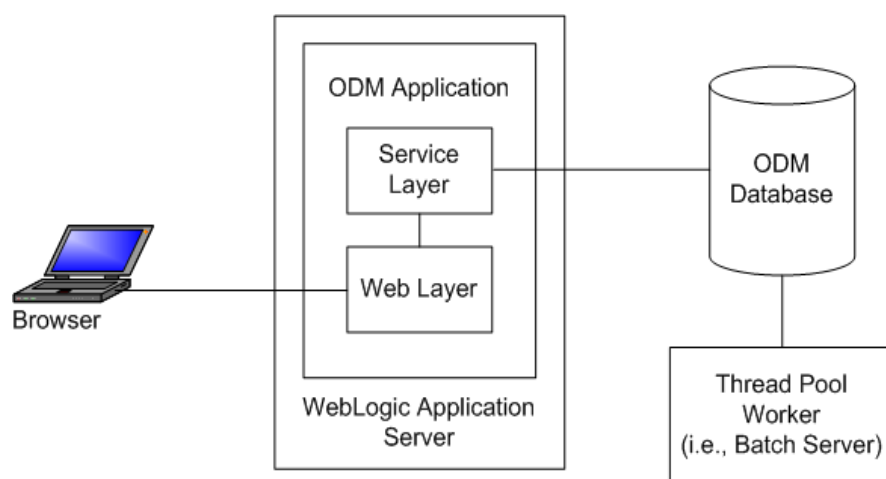 ODM Application
Service
Layer
Web Layer
WebLogic Application
Server
Browser
ODM
Database
Thread Pool
Worker
(i.e., Batch Server)